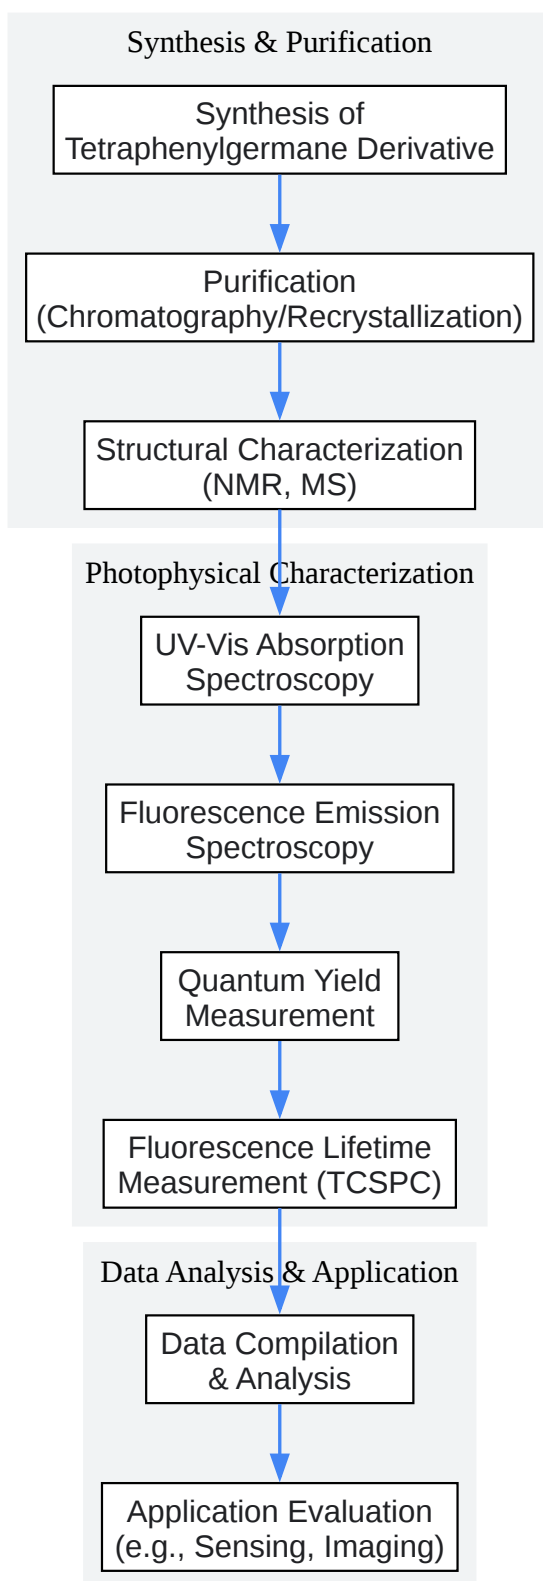 Synthesis & Purification
Synthesis of
Tetraphenylgermane Derivative
Purification
(Chromatography/Recrystallization)
Structural Characterization
(NMR, MS)
Photophysical Characterization
UV-Vis Absorption
Spectroscopy
Fluorescence Emission
Spectroscopy
Quantum Yield
Measurement
Fluorescence Lifetime
Measurement (TCSPC)
Data Analysis & Application
Data Compilation
& Analysis
Application Evaluation
(e.g., Sensing, Imaging)